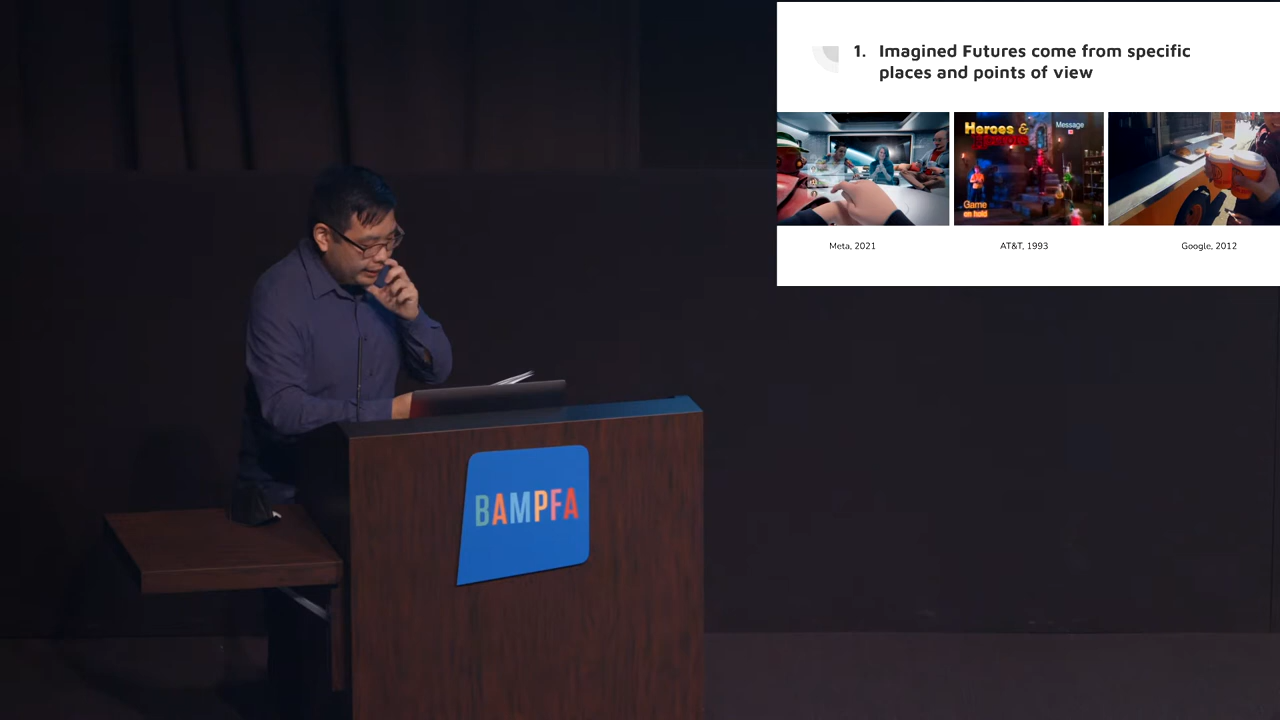 1. Imagined Futures come from specific
places and points of view
Heroes &
Message
Game
on hold
Meta, 2021
AT&T, 1993
Google, 2012
BAMPFA